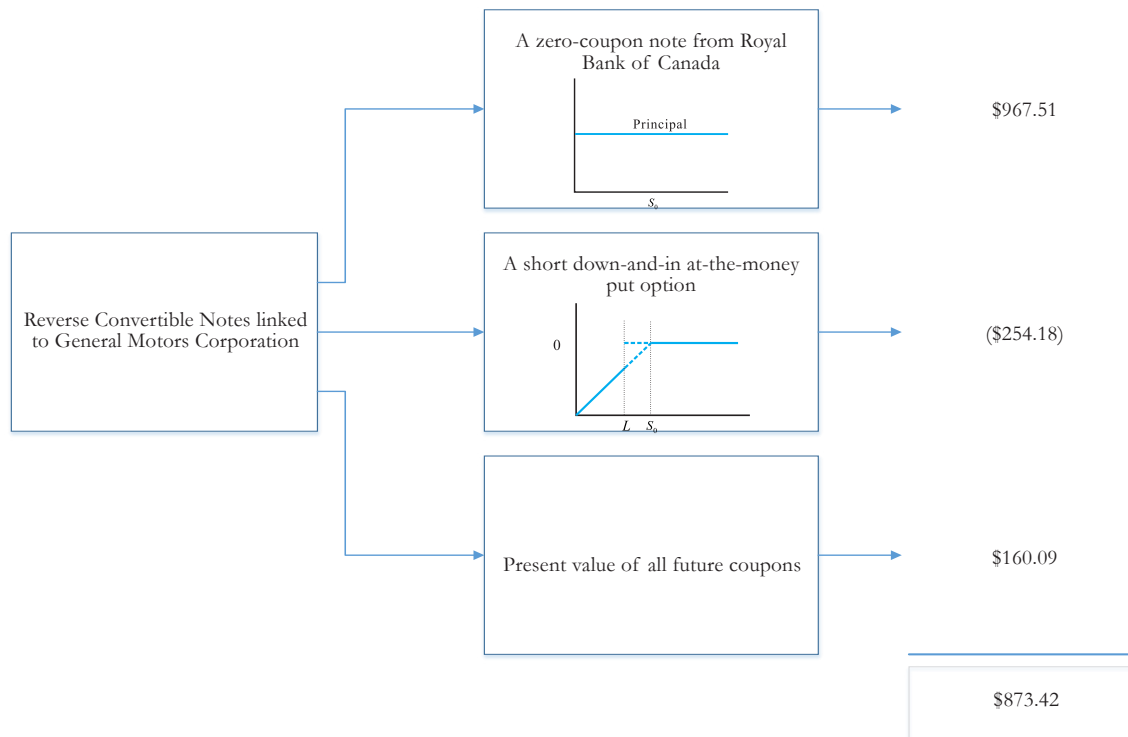 Reverse Convertible Notes linked
to General Motors Corporation
A zero-coupon note from Royal
Bank of Canada
Principal
S₀
$967.51
A short down-and-in at-the-money
put option
0
L S₀
($254.18)
Present value of all future coupons
$160.09
$873.42